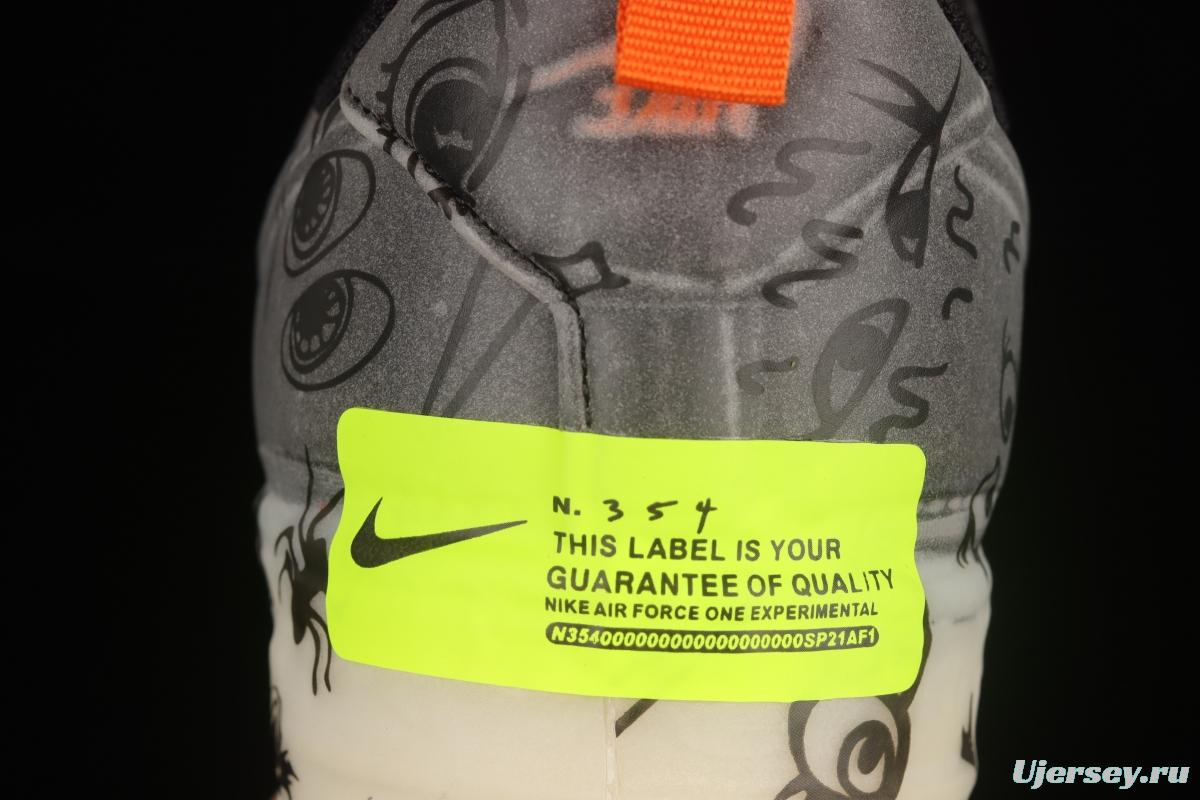 N. 354
THIS LABEL IS YOUR
GUARANTEE OF QUALITY
NIKE AIR FORCE ONE EXPERIMENTAL
N354000000000000000000SP21AF1
Ujersey.ru